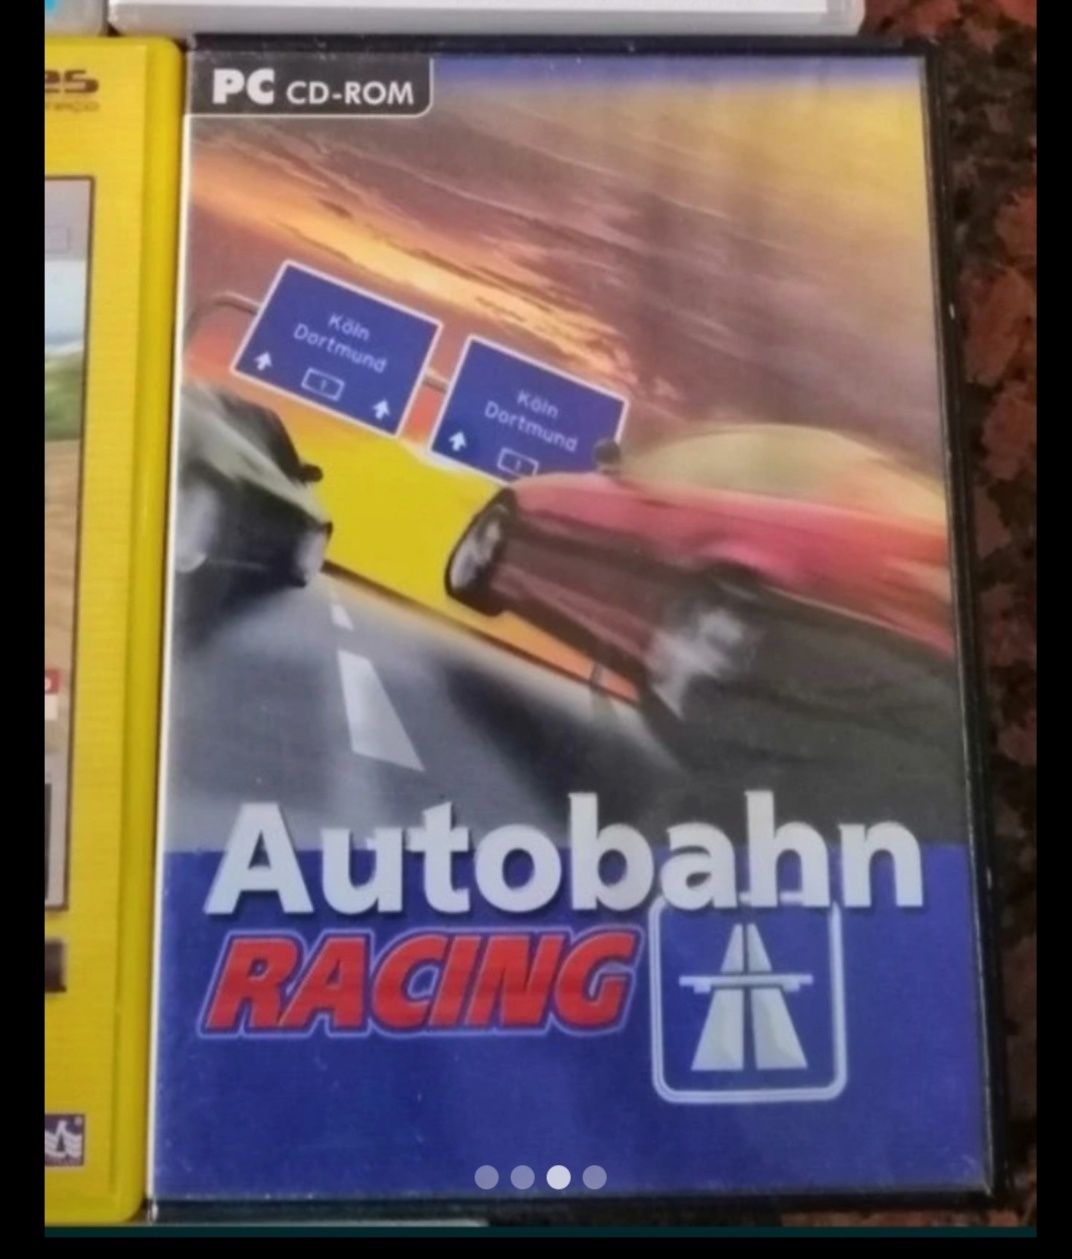 PC CD-ROM
Köln
Dortmund
Köln
Dortmund
Autobahn
RACING